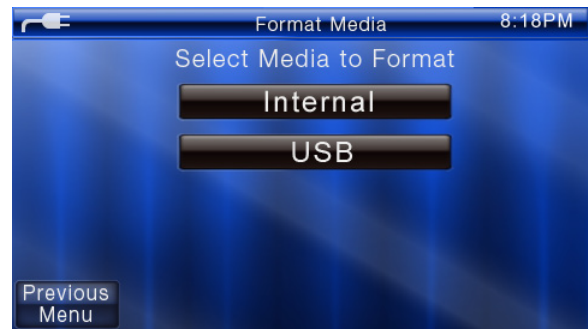 Format Media 8:18PM
Select Media to Format
Internal
USB
Previous
Menu